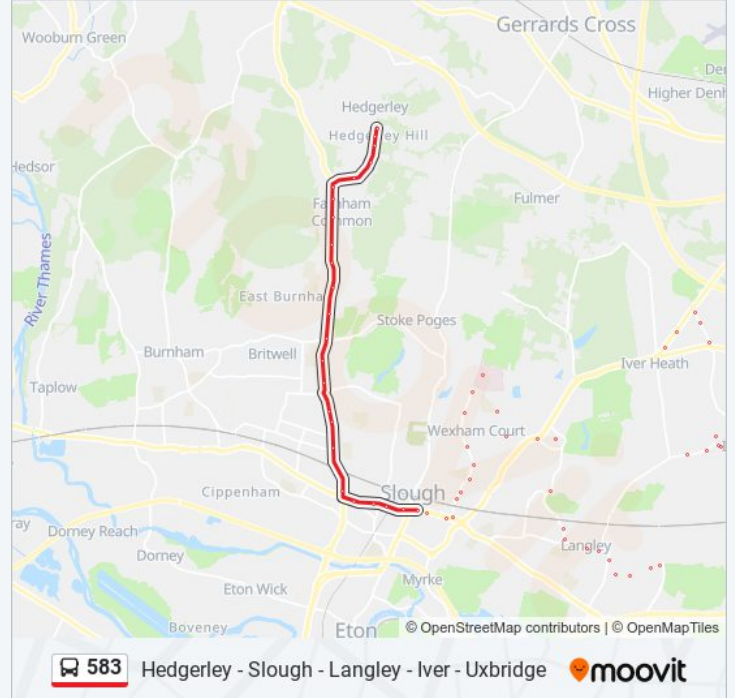 Wooburn Green
Gerrards Cross
Higher Denh
Hedgerley
Hedgerley Hill
Hedsor
Fulmer
Farnham
Common
River Thames
East Burnha
Stoke Poges
Burnham
Britwell
Iver Heath
Taplow
Wexham Court
Cippenham
Slough
ray
Dorney Reach
Langley
Dorney
Myrke
Eton Wick
Boveney
Eton
© OpenStreetMap contributors | © OpenMapTiles
583 Hedgerley - Slough - Langley - Iver - Uxbridge moovit